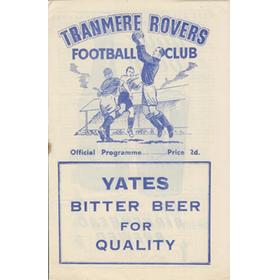 TRANMERE ROVERS
FOOTBALL CLUB
Official Programme Price 2d.
YATES
BITTER BEER
FOR
QUALITY